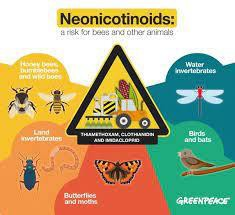 Neonicotinoids:
a risk for bees and other animals
Honey bees,
bumblebees and
wild bees
Water
invertebrates
THIAMETHOXAM, CLOTHIANIDIN
AND IMIDACLOPRID
Land
invertebrates
Birds
and bats
Butterflies
and moths
GREENPEACE